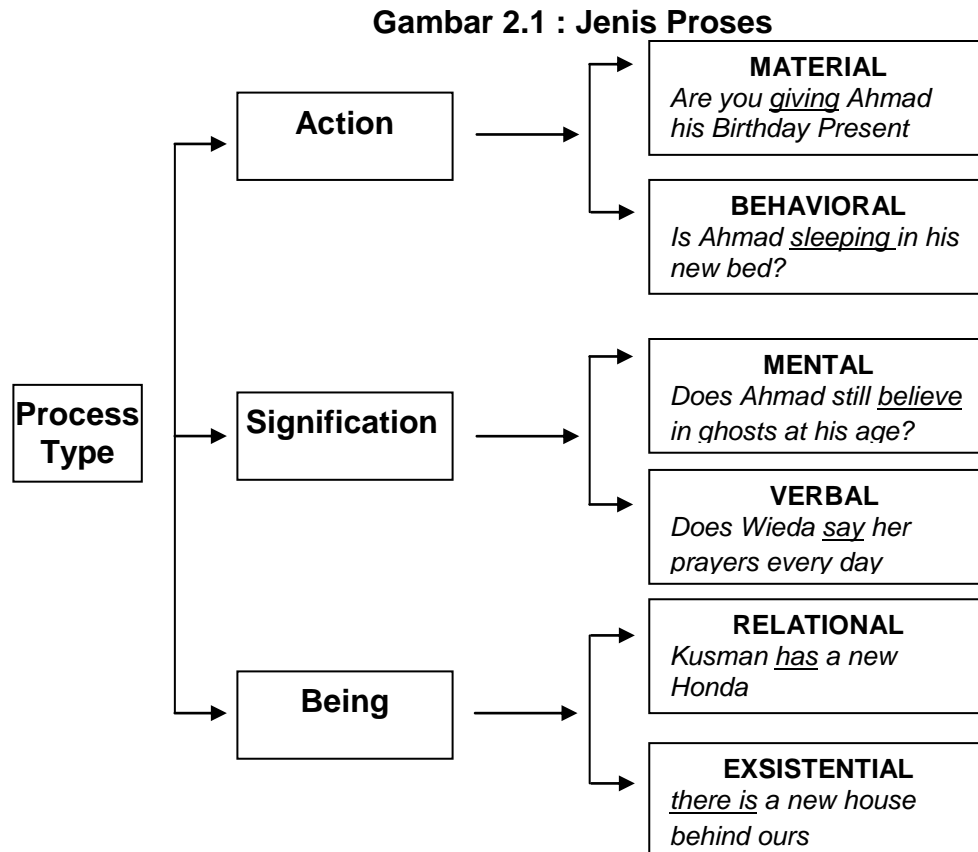 Gambar 2.1 : Jenis Proses
Process
Type
Action
MATERIAL
Are you giving Ahmad
his Birthday Present
BEHAVIORAL
Is Ahmad sleeping in his
new bed?
Signification
MENTAL
Does Ahmad still believe
in ghosts at his age?
VERBAL
Does Wieda say her
prayers every day
Being
RELATIONAL
Kusman has a new
Honda
EXSISTENTIAL
there is a new house
behind ours